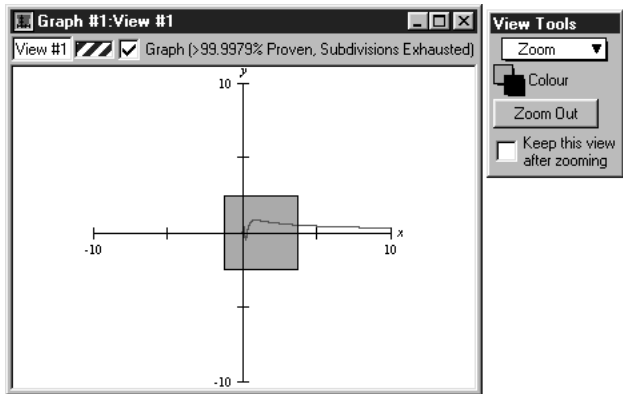 Graph #1:View #1
View #1 Graph (>99.9979% Proven, Subdivisions Exhausted)
y
10
x
-10
10
-10
View Tools
Zoom
Colour
Zoom Out
Keep this view
after zooming